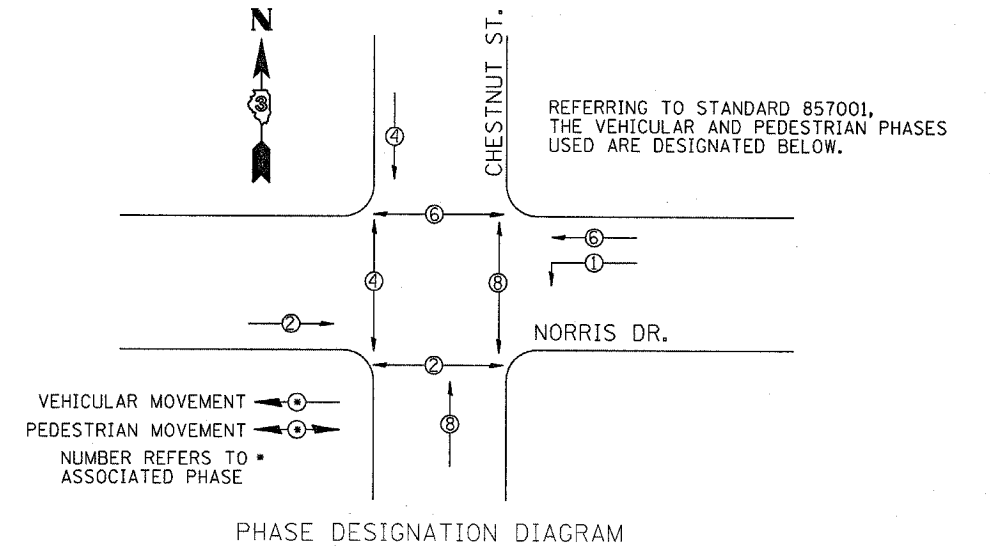 N
3
CHESTNUT ST.
REFERRING TO STANDARD 857001,
THE VEHICULAR AND PEDESTRIAN PHASES
USED ARE DESIGNATED BELOW.
4
6
6
1
4
8
2
NORRIS DR.
2
8
VEHICULAR MOVEMENT *
PEDESTRIAN MOVEMENT *
NUMBER REFERS TO *
ASSOCIATED PHASE
PHASE DESIGNATION DIAGRAM